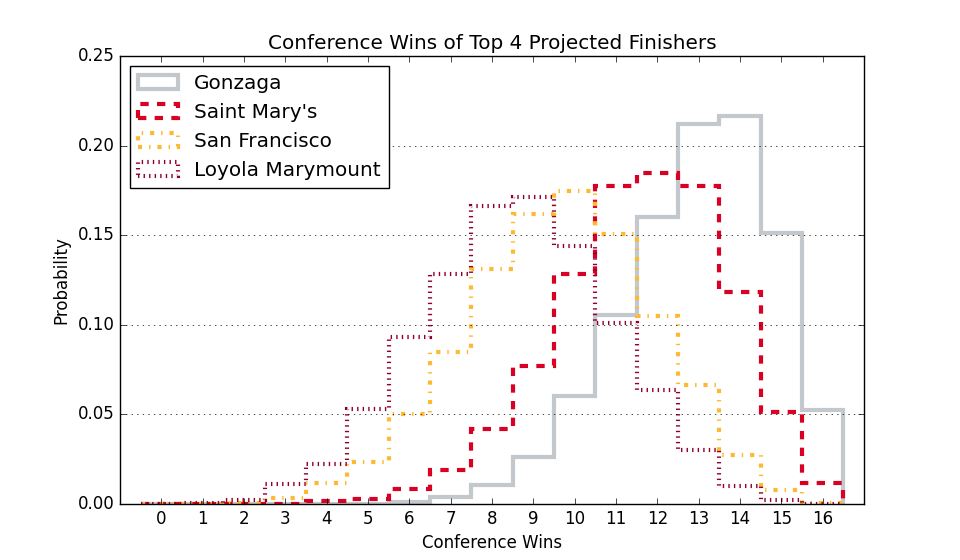 Conference Wins of Top 4 Projected Finishers
0.25
0.20
0.15
0.10
0.05
0.00
Probability
Gonzaga
Saint Mary's
San Francisco
Loyola Marymount
0 1 2 3 4 5 6 7 8 9 10 11 12 13 14 15 16
Conference Wins